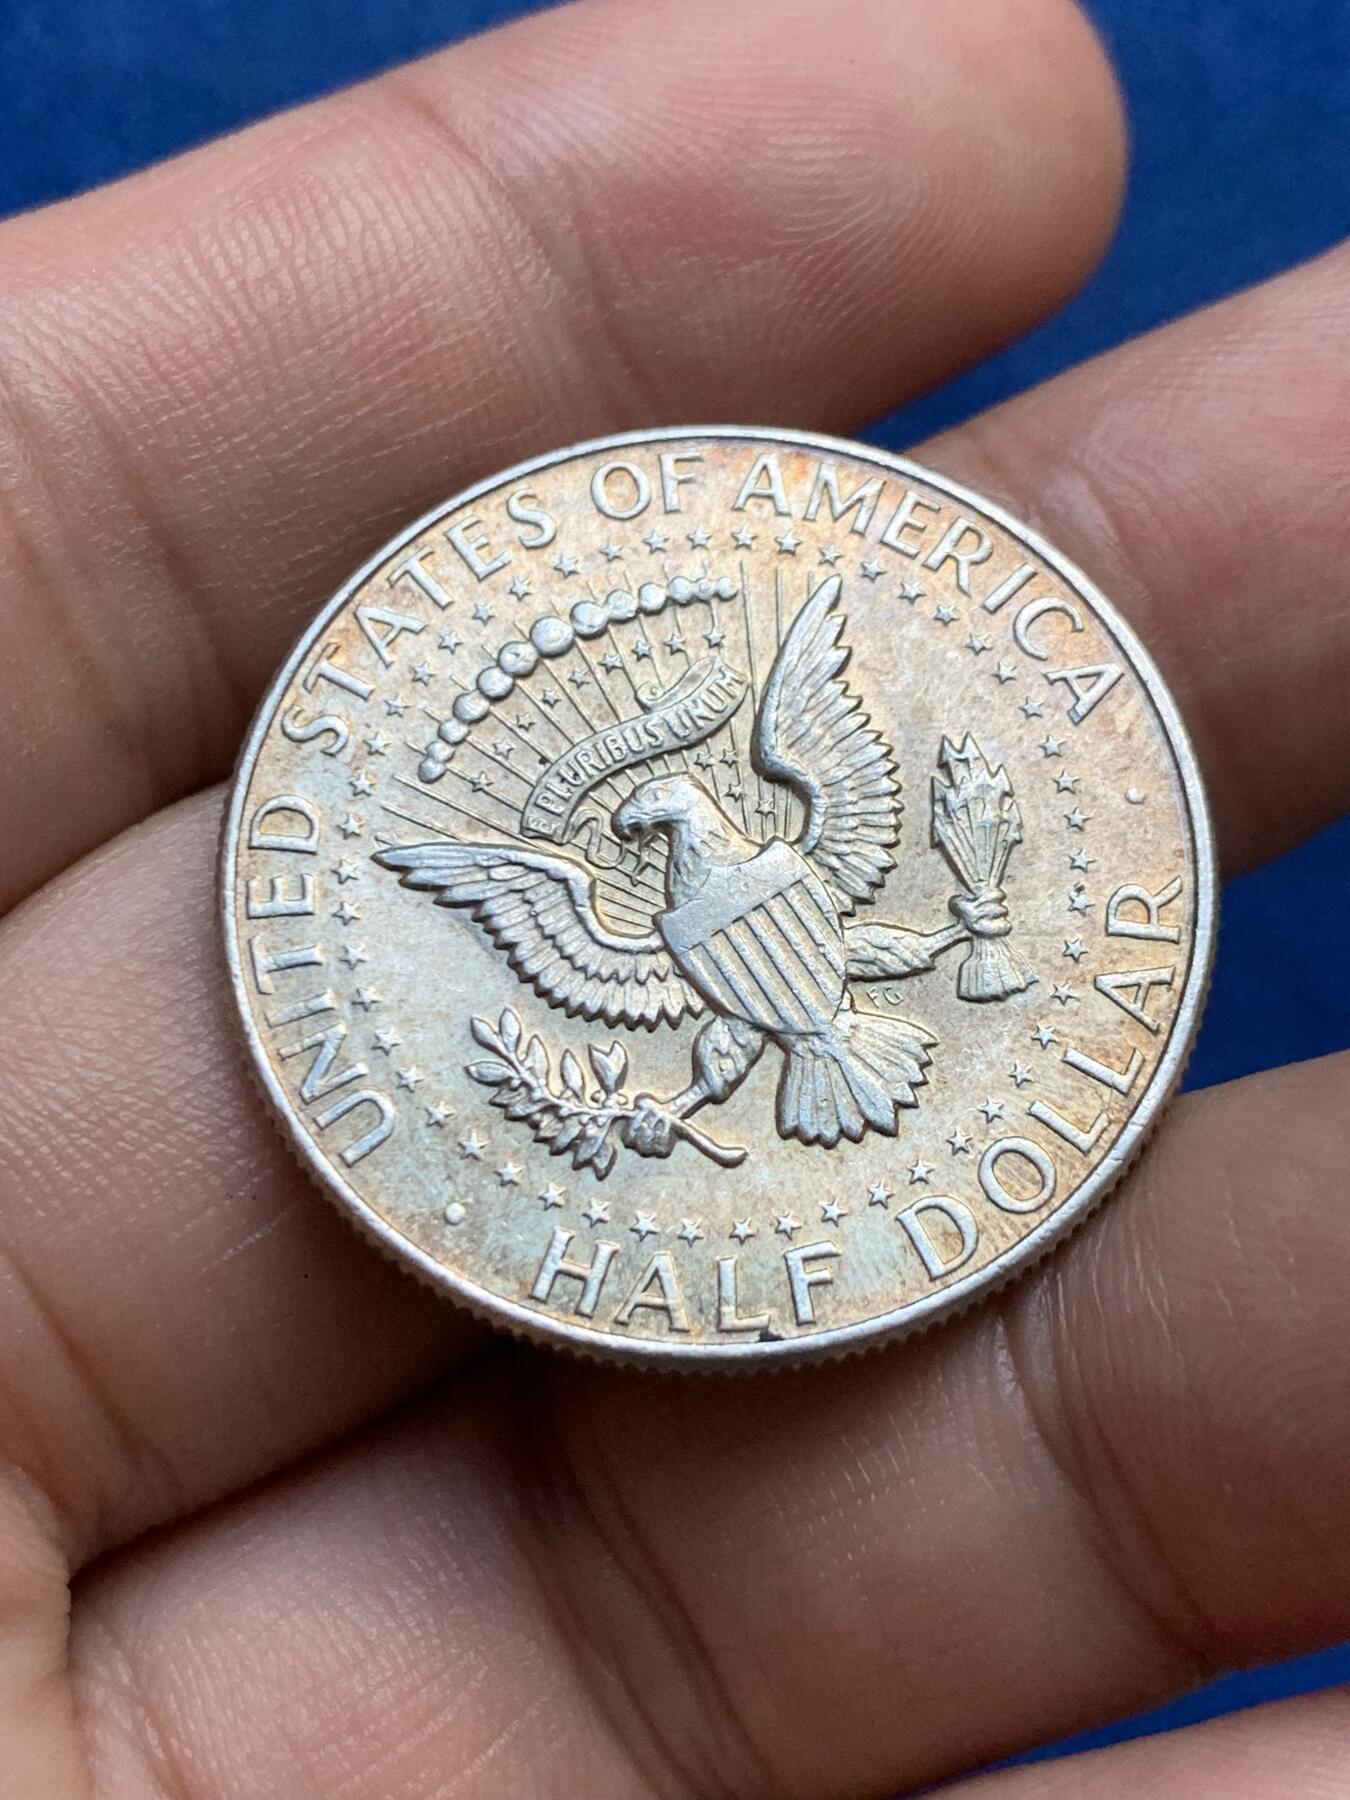 UNITED STATES OF AMERICA
E PLURIBUS UNUM
FG
HALF DOLLAR